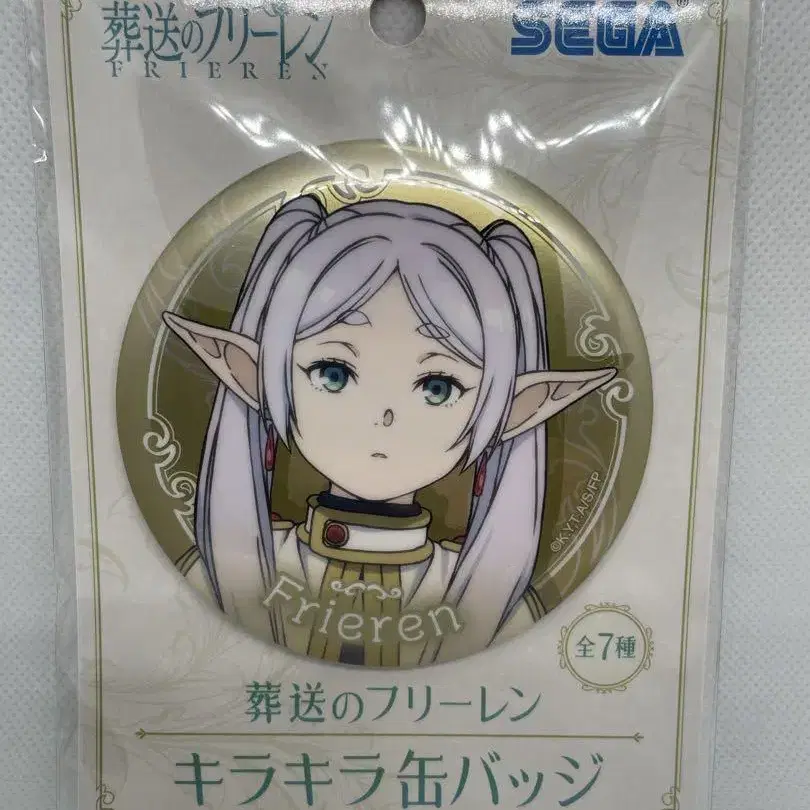 葬送のフリーレン
FRIEREN
SEGA
©K.Y,T.A/S/FP
Frieren
全7種
葬送のフリーレン
キラキラ缶バッジ